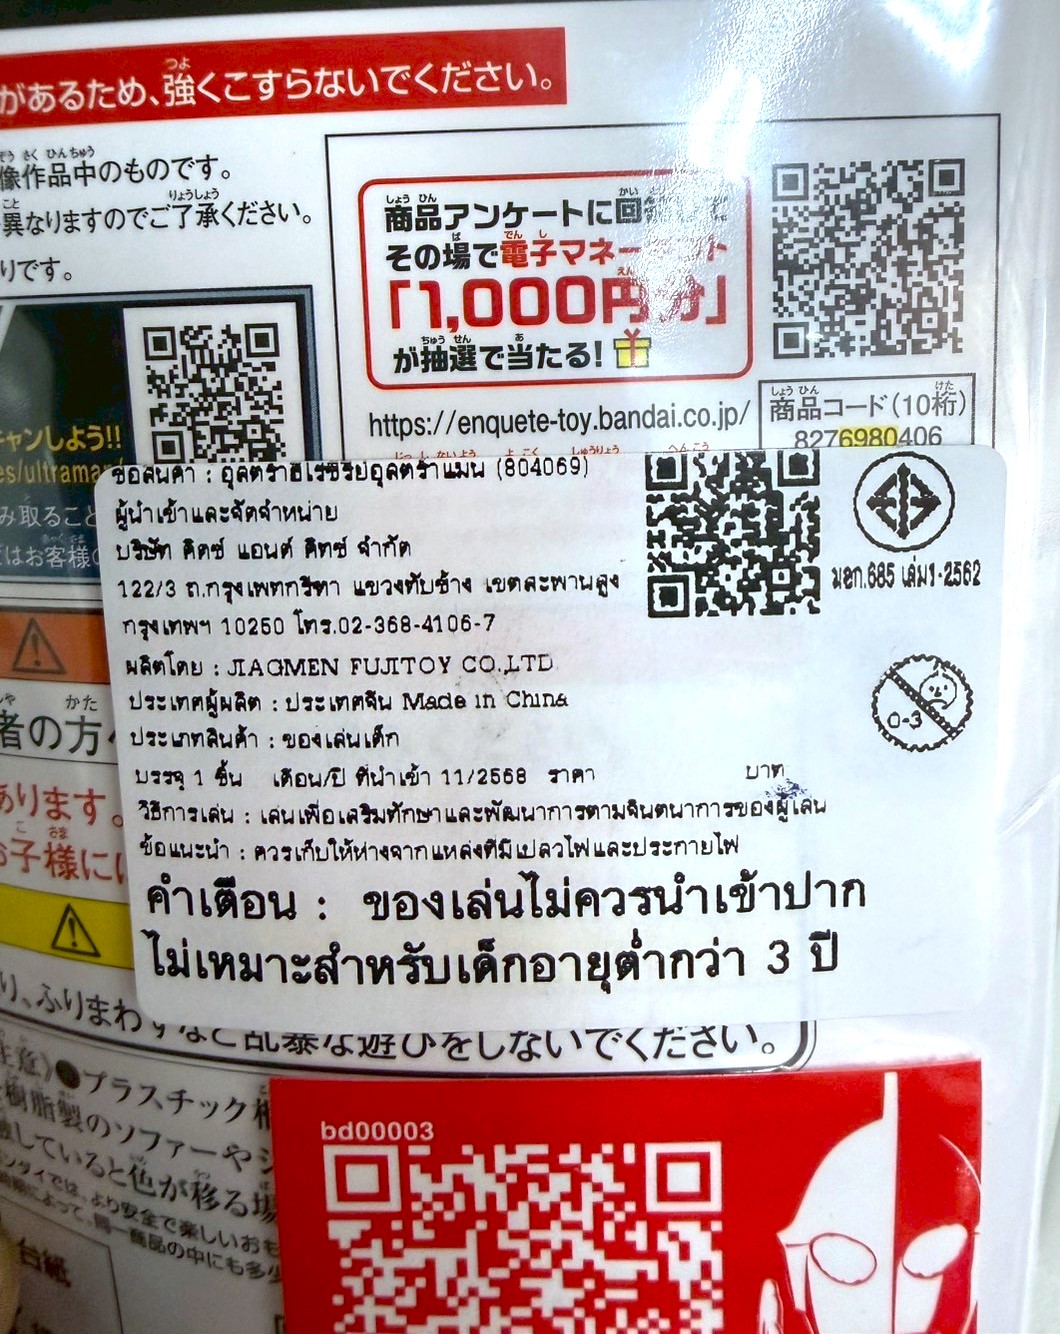 があるため、強くこすらないでください。
像作品中のものです。
異なりますのでご了承ください。
りです。
商品アンケートに
その場で電子マネー
「1,000円分」
が抽選で当たる!
https://enquete-toy.bandai.co.jp/
商品コード(10桁)
8276980406
キャンしよう!!
es/ultraman/
み取ること
はお客様の
ชื่อสินค้า : อุลตร้าฮีโร่ซีรีย์อุลตร้าแมน (804069)
ผู้นำเข้าและจัดจำหน่าย
บริษัท คิดซ์ แอนด์ คิทซ์ จำกัด
122/3 ถ.กรุงเทพกรีฑา แขวงทับช้าง เขตสะพานสูง
กรุงเทพฯ 10250 โทร.02-368-4106-7
ผลิตโดย : JIAOMEN FUJITOY CO.,LTD
ประเทศผู้ผลิต : ประเทศจีน Made in China
ประเภทสินค้า : ของเล่นเด็ก
บรรจุ 1 ชิ้น เดือน/ปี ที่นำเข้า 11/2568 ราคา บาท
วิธีการเล่น : เล่นเพื่อเสริมทักษาและพัฒนาการตามจินตนาการของผู้เล่น
ข้อแนะนำ : ควรเก็บให้ห่างจากแหล่งที่มีเปลวไฟและประกายไฟ
คำเตือน : ของเล่นไม่ควรนำเข้าปาก
ไม่เหมาะสำหรับเด็กอายุต่ำกว่า 3 ปี
มอก.685 เล่ม1-2562
0-3
者の方へ
あります。
お子様に
り、ふりまわすなど乱暴な遊びをしないでください。
注意》●プラスチック
樹脂製のソファーや
していると色が移る場
bd00003
台紙